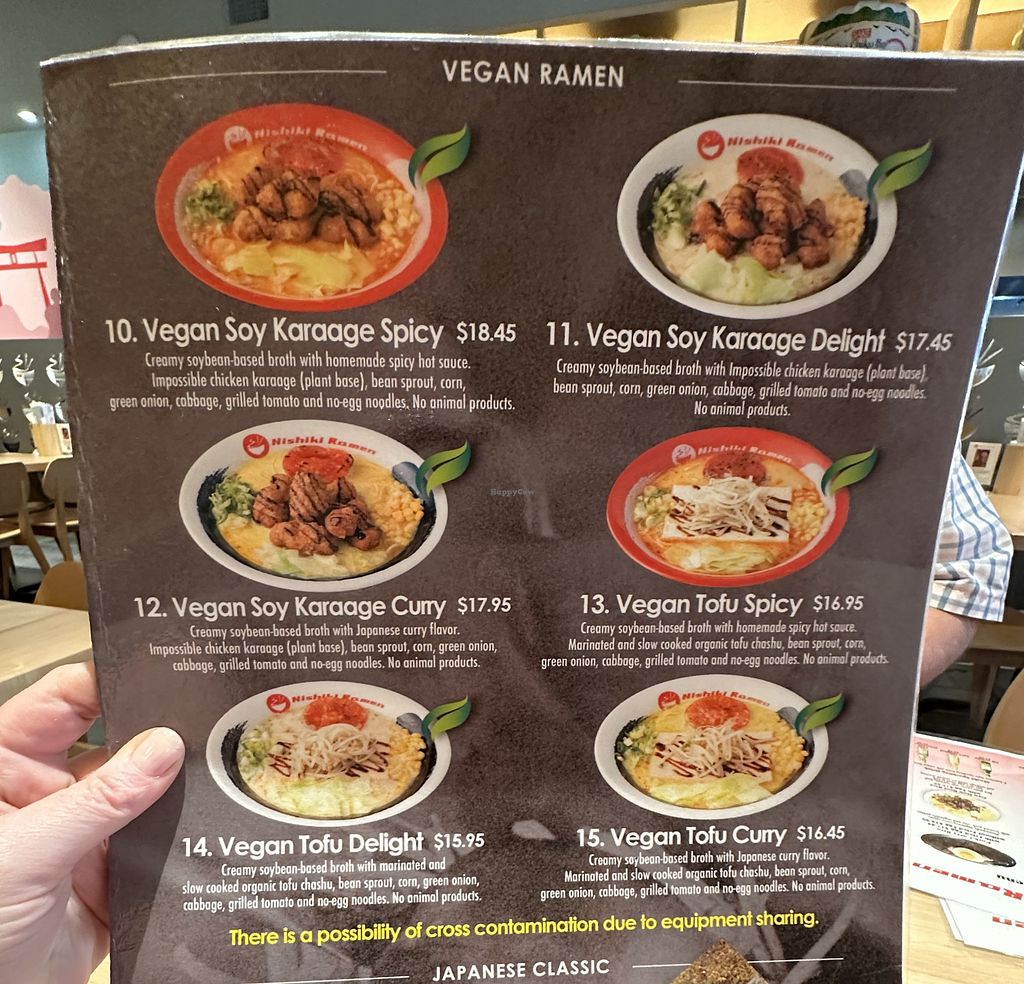 VEGAN RAMEN
Nishiki Ramen
10. Vegan Soy Karaage Spicy $18.45
Creamy soybean-based broth with homemade spicy hot sauce.
Impossible chicken karaage (plant base), bean sprout, corn,
green onion, cabbage, grilled tomato and no-egg noodles. No animal products.
Nishiki Ramen
11. Vegan Soy Karaage Delight $17.45
Creamy soybean-based broth with Impossible chicken karaage (plant base),
bean sprout, corn, green onion, cabbage, grilled tomato and no-egg noodles.
No animal products.
Nishiki Ramen
12. Vegan Soy Karaage Curry $17.95
Creamy soybean-based broth with Japanese curry flavor.
Impossible chicken karaage (plant base), bean sprout, corn, green onion,
cabbage, grilled tomato and no-egg noodles. No animal products.
HappyCow
Nishiki Ramen
13. Vegan Tofu Spicy $16.95
Creamy soybean-based broth with homemade spicy hot sauce.
Marinated and slow cooked organic tofu chashu, bean sprout, corn,
green onion, cabbage, grilled tomato and no-egg noodles. No animal products.
Nishiki Ramen
14. Vegan Tofu Delight $15.95
Creamy soybean-based broth with marinated and
slow cooked organic tofu chashu, bean sprout, corn, green onion,
cabbage, grilled tomato and no-egg noodles. No animal products.
Nishiki Ramen
15. Vegan Tofu Curry $16.45
Creamy soybean-based broth with Japanese curry flavor.
Marinated and slow cooked organic tofu chashu, bean sprout, corn,
green onion, cabbage, grilled tomato and no-egg noodles. No animal products.
There is a possibility of cross contamination due to equipment sharing.
JAPANESE CLASSIC